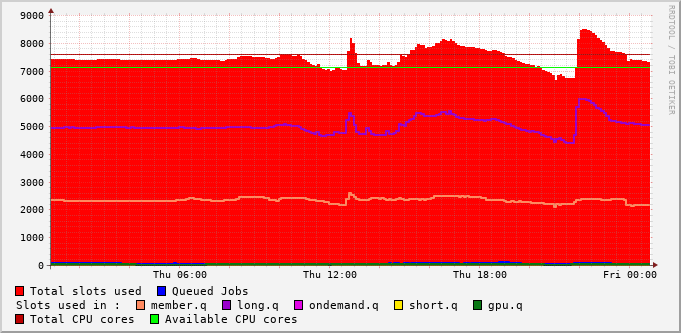 RRDTOOL / TOBI OETIKER
9000
8000
7000
6000
5000
4000
3000
2000
1000
0
Thu 06:00 Thu 12:00 Thu 18:00 Fri 00:00
Total slots used Queued Jobs
Slots used in : member.q long.q ondemand.q short.q gpu.q
Total CPU cores Available CPU cores